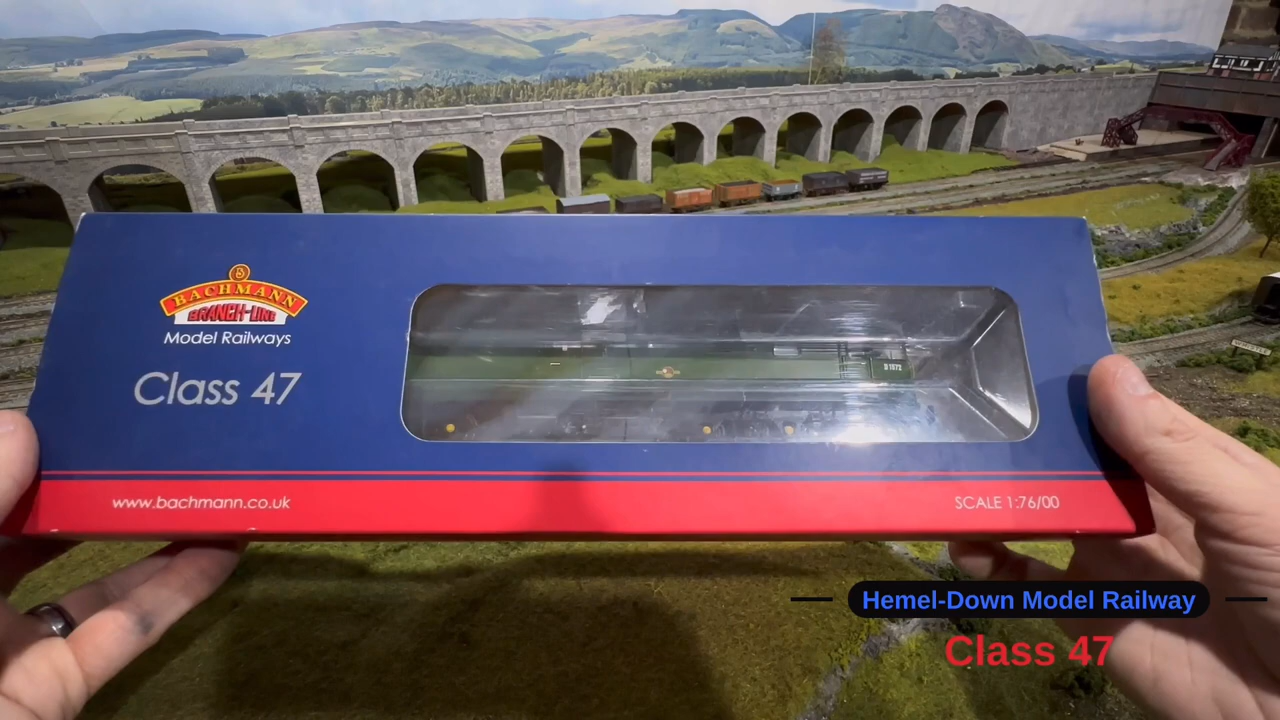 BACHMANN
BRANCH-LINE
Model Railways
Class 47
www.bachmann.co.uk
SCALE 1:76/00
Hemel-Down Model Railway
Class 47